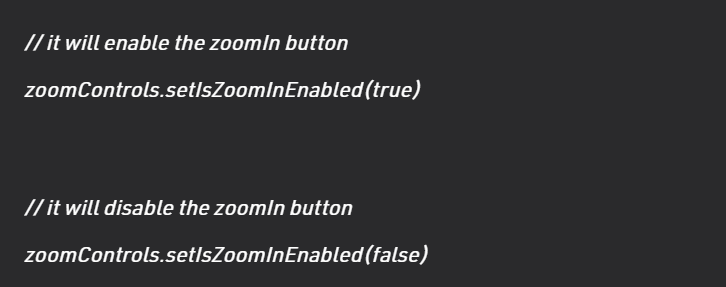 // it will enable the zoomIn button
zoomControls.setIsZoomInEnabled(true)
// it will disable the zoomIn button
zoomControls.setIsZoomInEnabled(false)